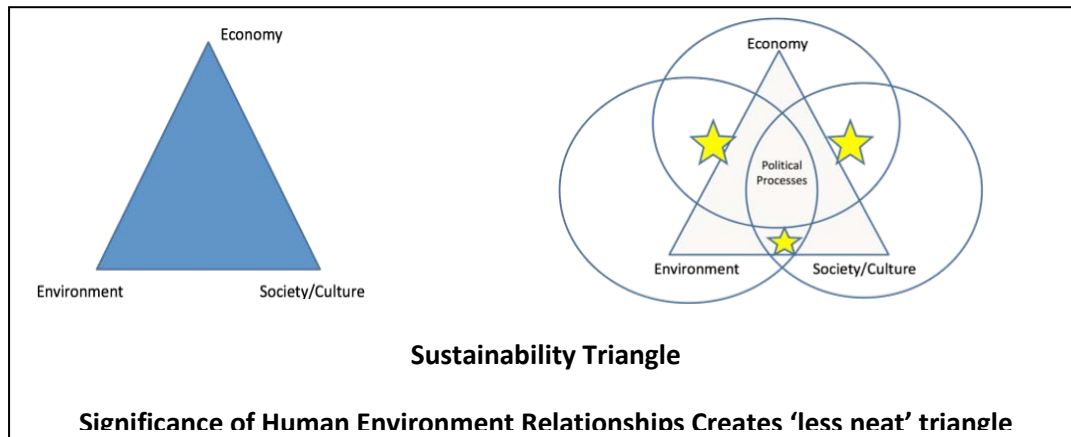 Economy
Environment
Society/Culture
Economy
Political
Processes
Environment
Society/Culture
Sustainability Triangle
Significance of Human Environment Relationships Creates ‘less neat’ triangle